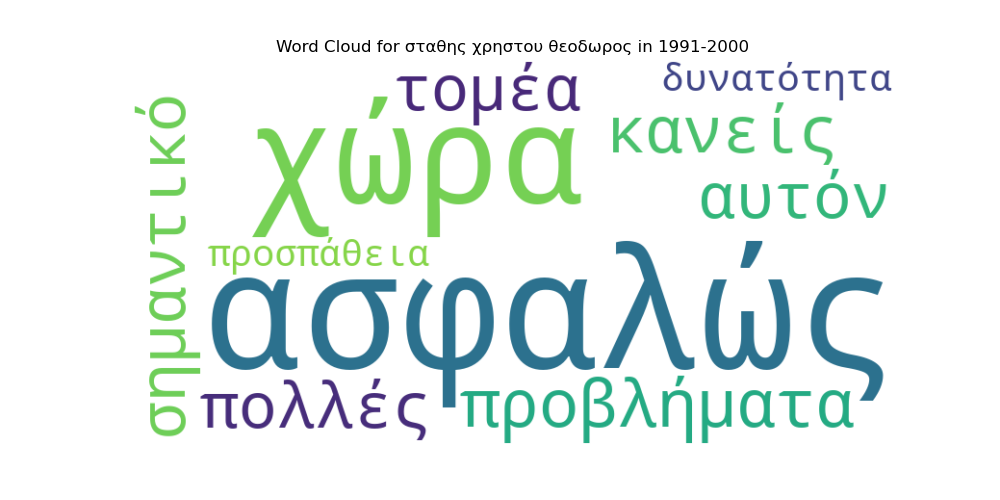 Word Cloud for σταθης χρηστου θεοδωρος in 1991-2000
τομέα
δυνατότητα
χώρα
κανείς
αυτόν
σημαντικό
προσπάθεια
ασφαλώς
πολλές
προβλήματα